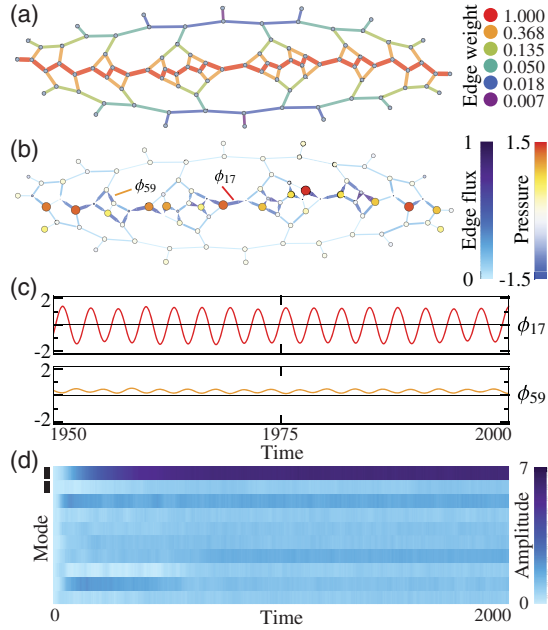 (a)
Edge weight
1.000
0.368
0.135
0.050
0.018
0.007
(b)
ϕ59
ϕ17
Edge flux
1
0
Pressure
1.5
-1.5
(c)
2
-2
ϕ17
2
-2
ϕ59
1950
1975
2000
Time
(d)
Mode
0
Time
2000
Amplitude
7
0